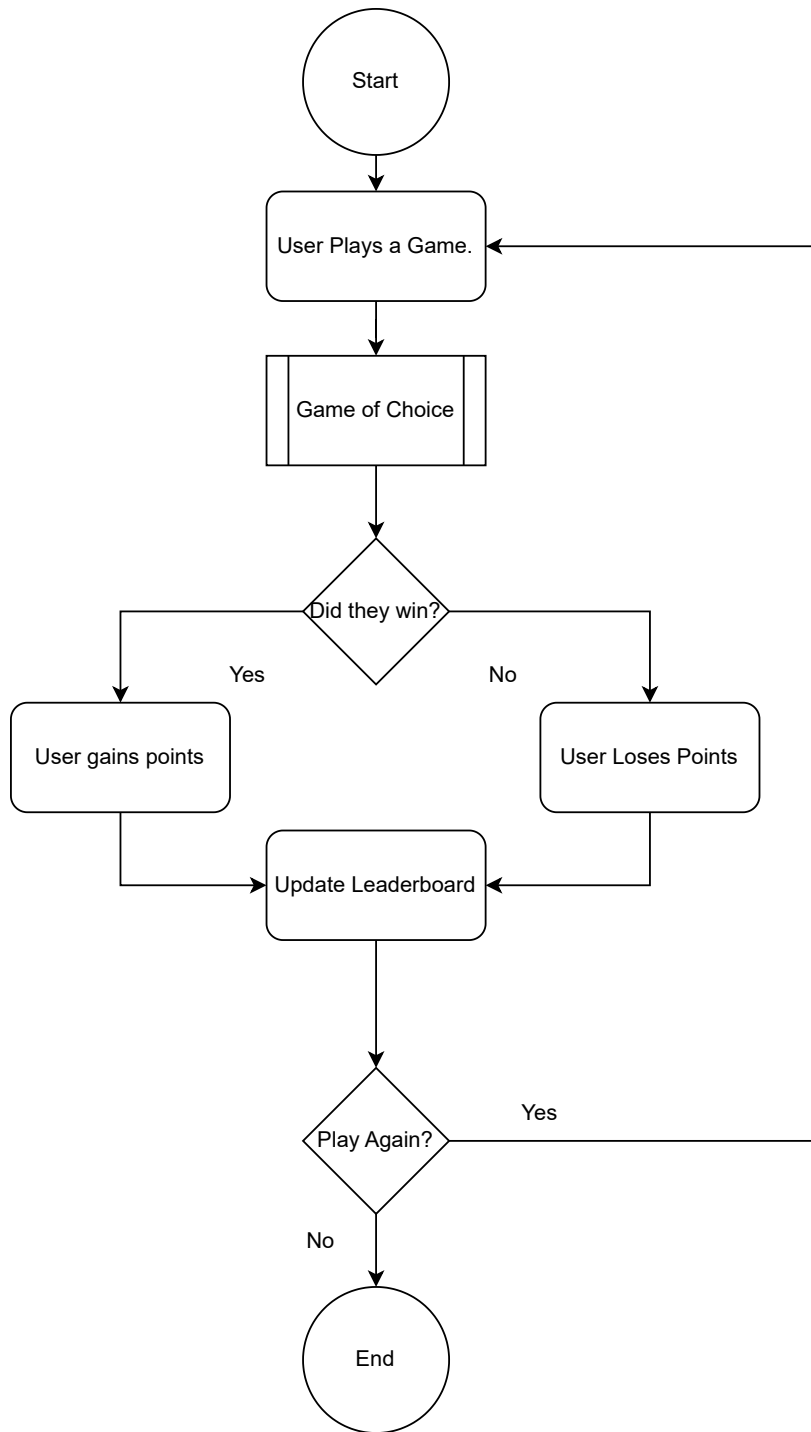 Start
User Plays a Game.
Game of Choice
Did they win?
Yes
No
User gains points
User Loses Points
Update Leaderboard
Yes
Play Again?
No
End